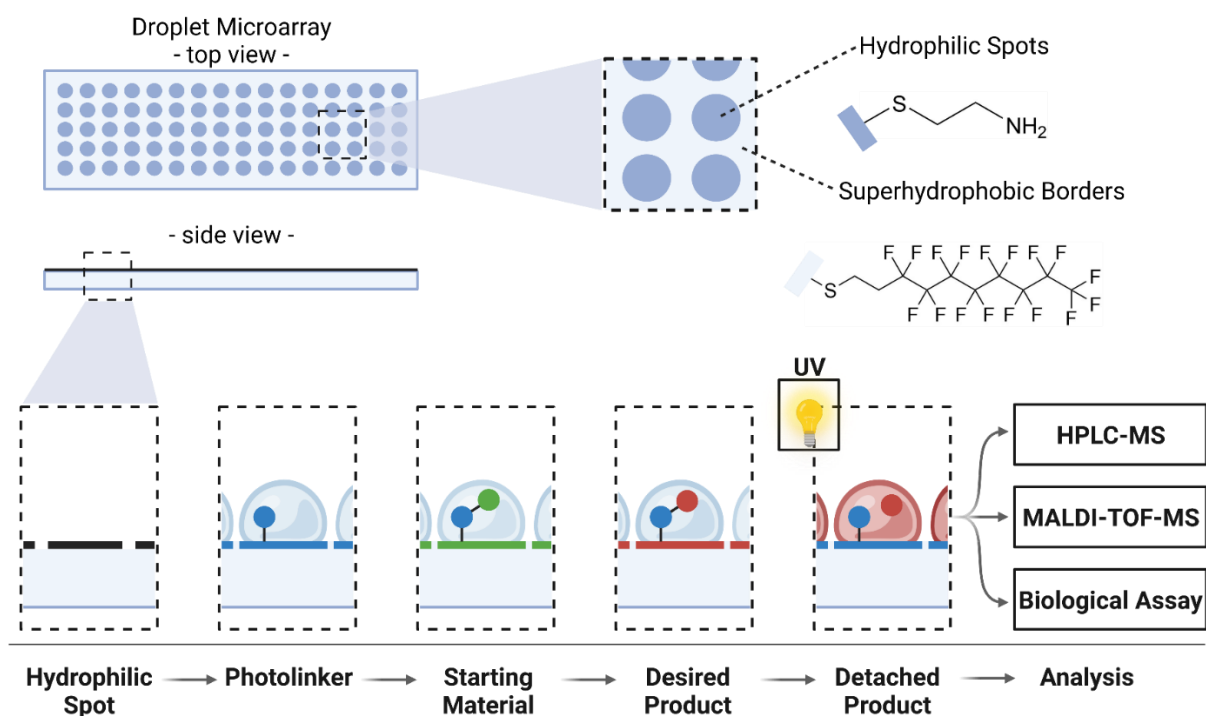 Droplet Microarray
- top view -
Hydrophilic Spots
S
NH2
Superhydrophobic Borders
- side view -
F F F F F F F F
S
F
F
F F F F F F F F
F
UV
HPLC-MS
MALDI-TOF-MS
Biological Assay
Hydrophilic
Spot
Photolinker
Starting
Material
Desired
Product
Detached
Product
Analysis